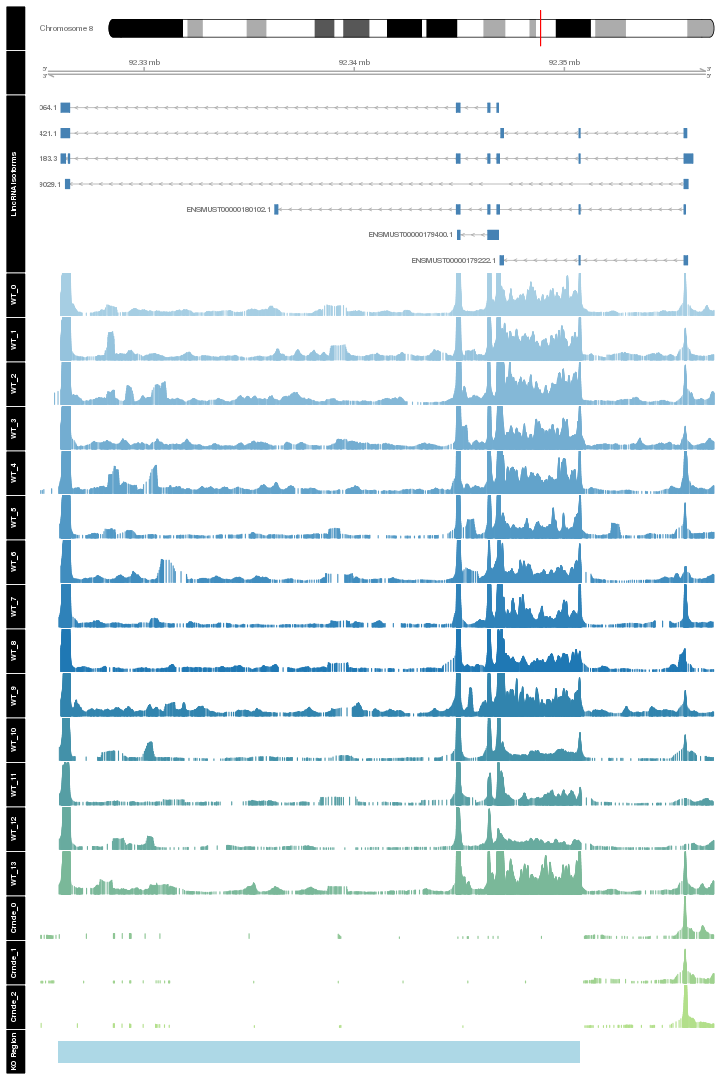 Chromosome 8
92.33 mb
92.34 mb
92.35 mb
5'
3'
3'
5'
LincRNA Isoforms
064.1
421.1
183.3
9029.1
ENSMUST00000180102.1
ENSMUST00000179400.1
ENSMUST00000179222.1
WT_0
WT_1
WT_2
WT_3
WT_4
WT_5
WT_6
WT_7
WT_8
WT_9
WT_10
WT_11
WT_12
WT_13
Crnde_0
Crnde_1
Crnde_2
KO Region